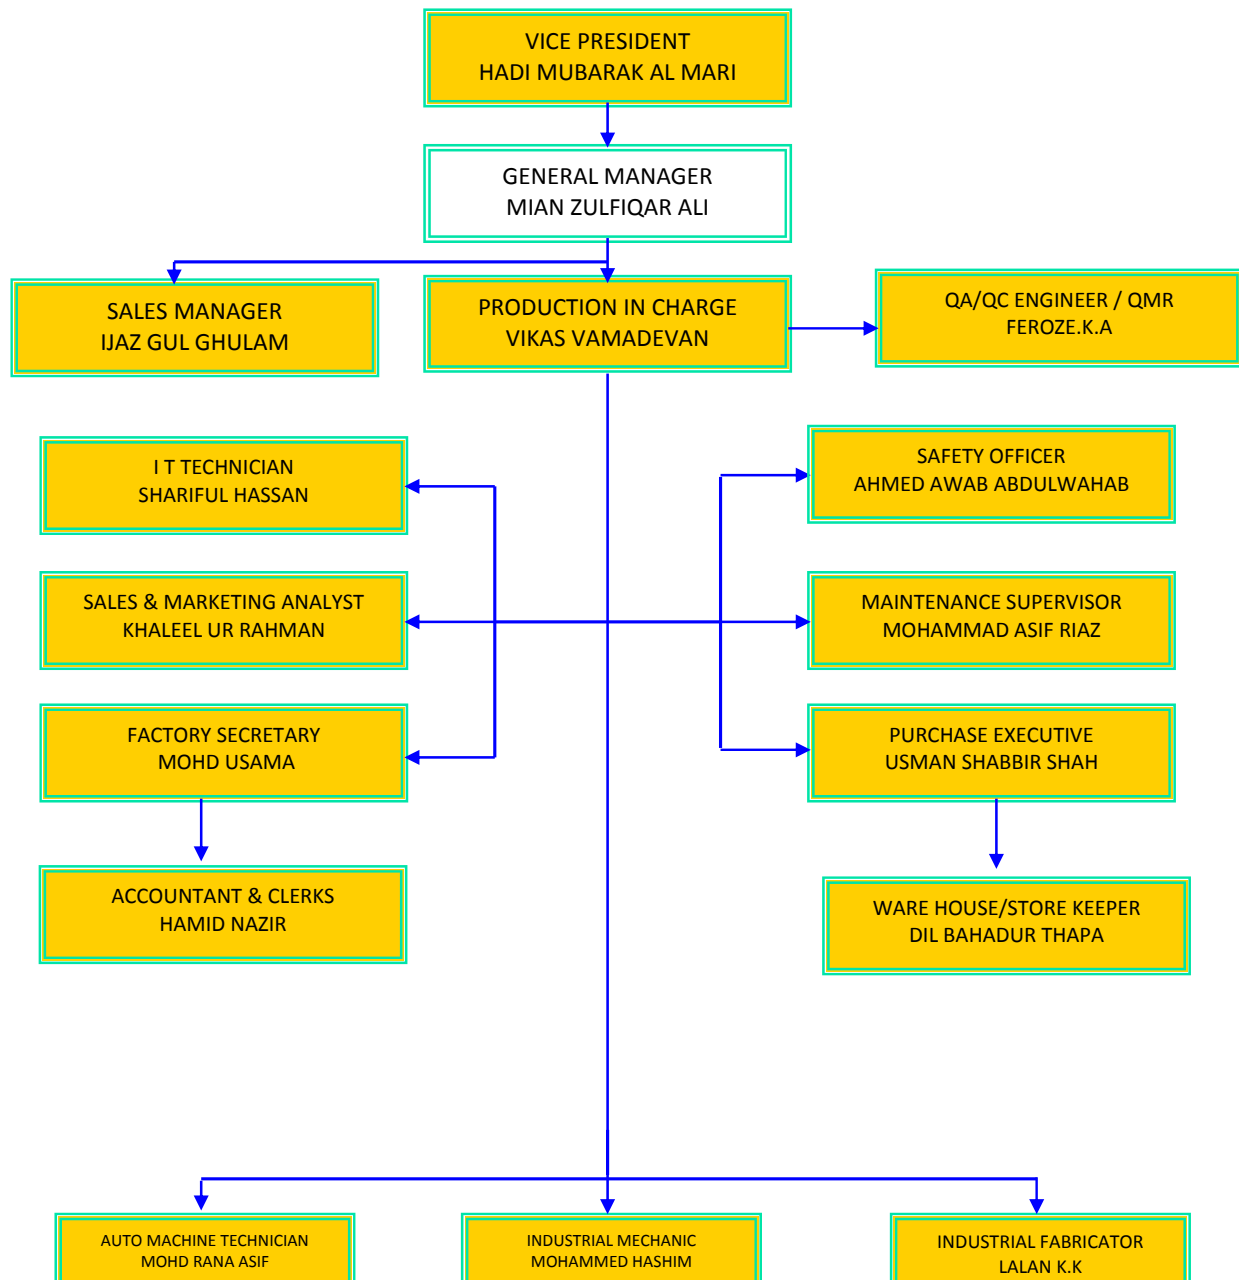 VICE PRESIDENT
HADI MUBARAK AL MARI
GENERAL MANAGER
MIAN ZULFIQAR ALI
SALES MANAGER
IJAZ GUL GHULAM
PRODUCTION IN CHARGE
VIKAS VAMADEVAN
QA/QC ENGINEER / QMR
FEROZE.K.A
I T TECHNICIAN
SHARIFUL HASSAN
SAFETY OFFICER
AHMED AWAB ABDULWAHAB
SALES & MARKETING ANALYST
KHALEEL UR RAHMAN
MAINTENANCE SUPERVISOR
MOHAMMAD ASIF RIAZ
FACTORY SECRETARY
MOHD USAMA
PURCHASE EXECUTIVE
USMAN SHABBIR SHAH
ACCOUNTANT & CLERKS
HAMID NAZIR
WARE HOUSE/STORE KEEPER
DIL BAHADUR THAPA
AUTO MACHINE TECHNICIAN
MOHD RANA ASIF
INDUSTRIAL MECHANIC
MOHAMMED HASHIM
INDUSTRIAL FABRICATOR
LALAN K.K